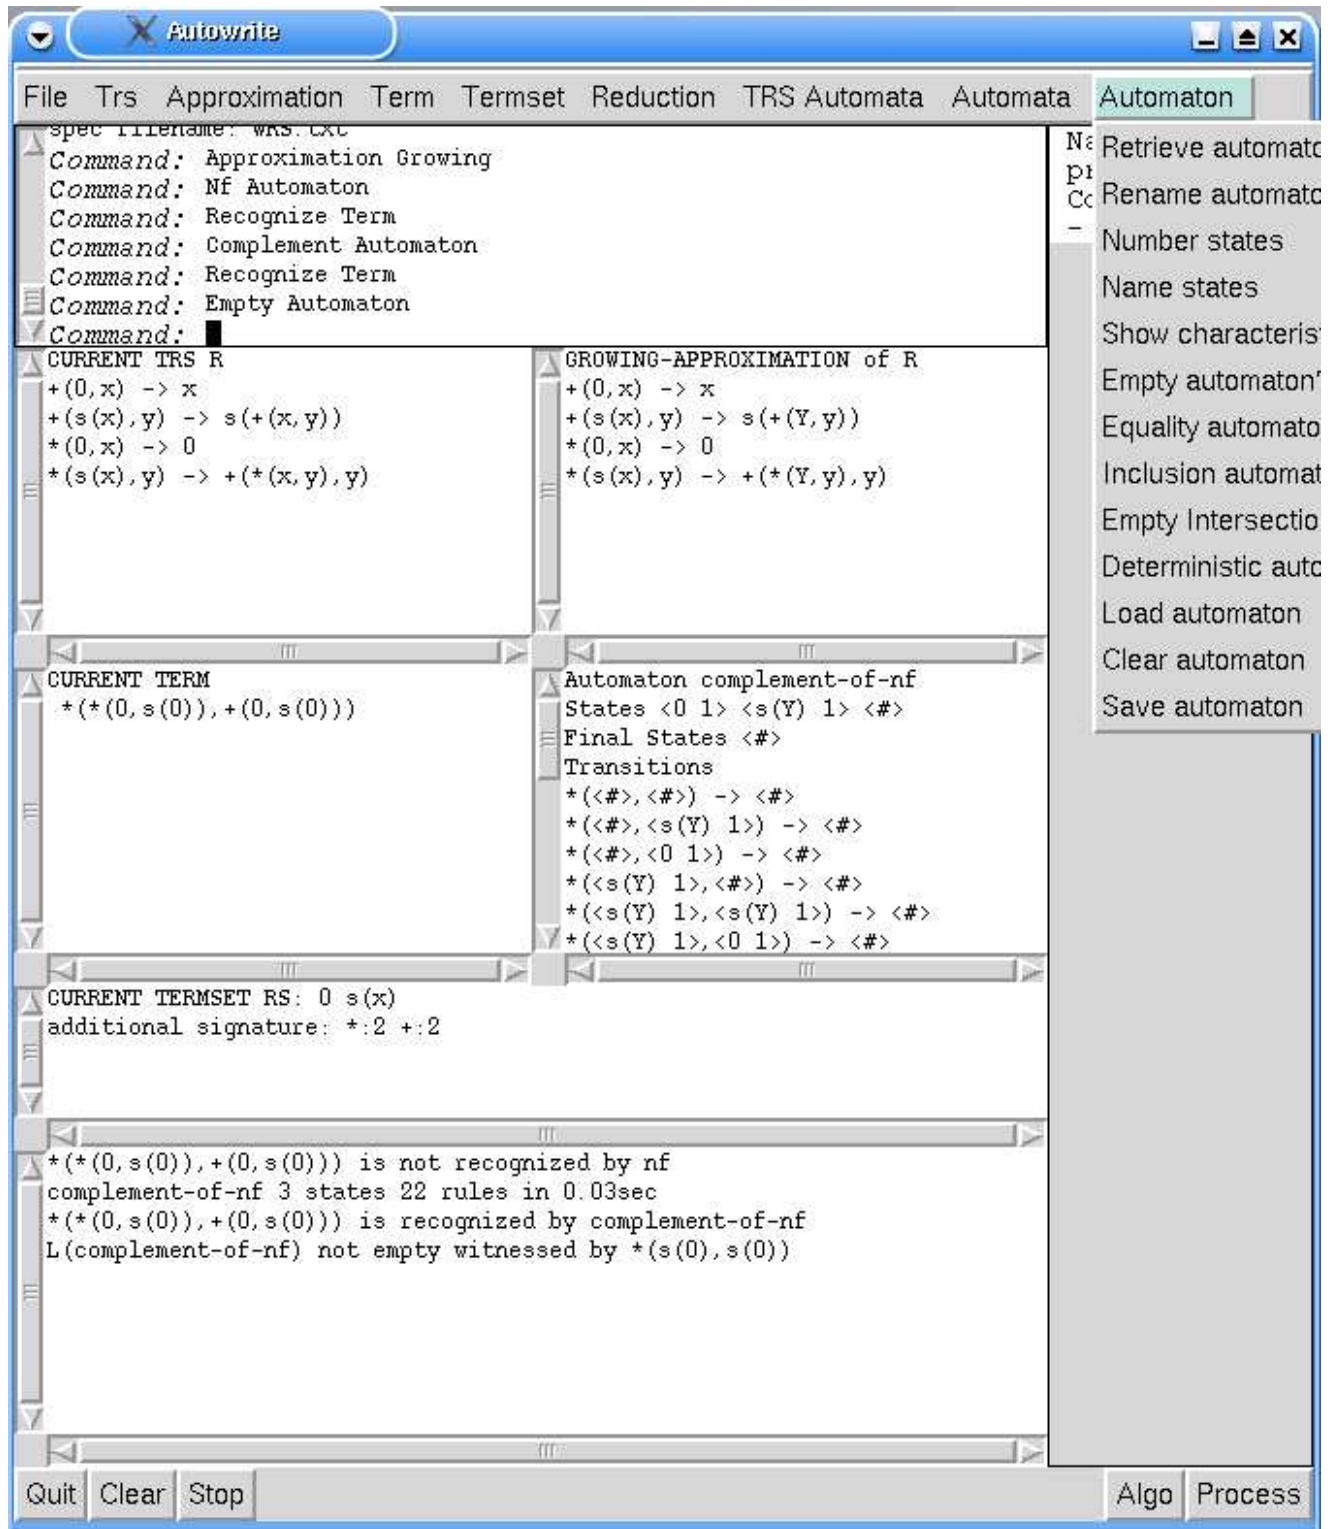 Autowrite
File Trs Approximation Term Termset Reduction TRS Automata Automata Automaton
spec filename: WRS.txt
Command: Approximation Growing
Command: Nf Automaton
Command: Recognize Term
Command: Complement Automaton
Command: Recognize Term
Command: Empty Automaton
Command:
Retrieve automato
Rename automato
Number states
Name states
Show characterist
Empty automaton?
Equality automato
Inclusion automat
Empty Intersectio
Deterministic auto
Load automaton
Clear automaton
Save automaton
CURRENT TRS R
+(0,x) -> x
+(s(x),y) -> s(+(x,y))
*(0,x) -> 0
*(s(x),y) -> +(*(x,y),y)
GROWING-APPROXIMATION of R
+(0,x) -> x
+(s(x),y) -> s(+(Y,y))
*(0,x) -> 0
*(s(x),y) -> +(*(Y,y),y)
CURRENT TERM
*(*(0,s(0)),+(0,s(0)))
Automaton complement-of-nf
States <0 1> <s(Y) 1> <#>
Final States <#>
Transitions
*(<#>,<#>) -> <#>
*(<#>,<s(Y) 1>) -> <#>
*(<#>,<0 1>) -> <#>
*(<s(Y) 1>,<#>) -> <#>
*(<s(Y) 1>,<s(Y) 1>) -> <#>
*(<s(Y) 1>,<0 1>) -> <#>
CURRENT TERMSET RS: 0 s(x)
additional signature: *:2 +:2
*(*(0,s(0)),+(0,s(0))) is not recognized by nf
complement-of-nf 3 states 22 rules in 0.03sec
*(*(0,s(0)),+(0,s(0))) is recognized by complement-of-nf
L(complement-of-nf) not empty witnessed by *(s(0),s(0))
Quit Clear Stop Algo Process